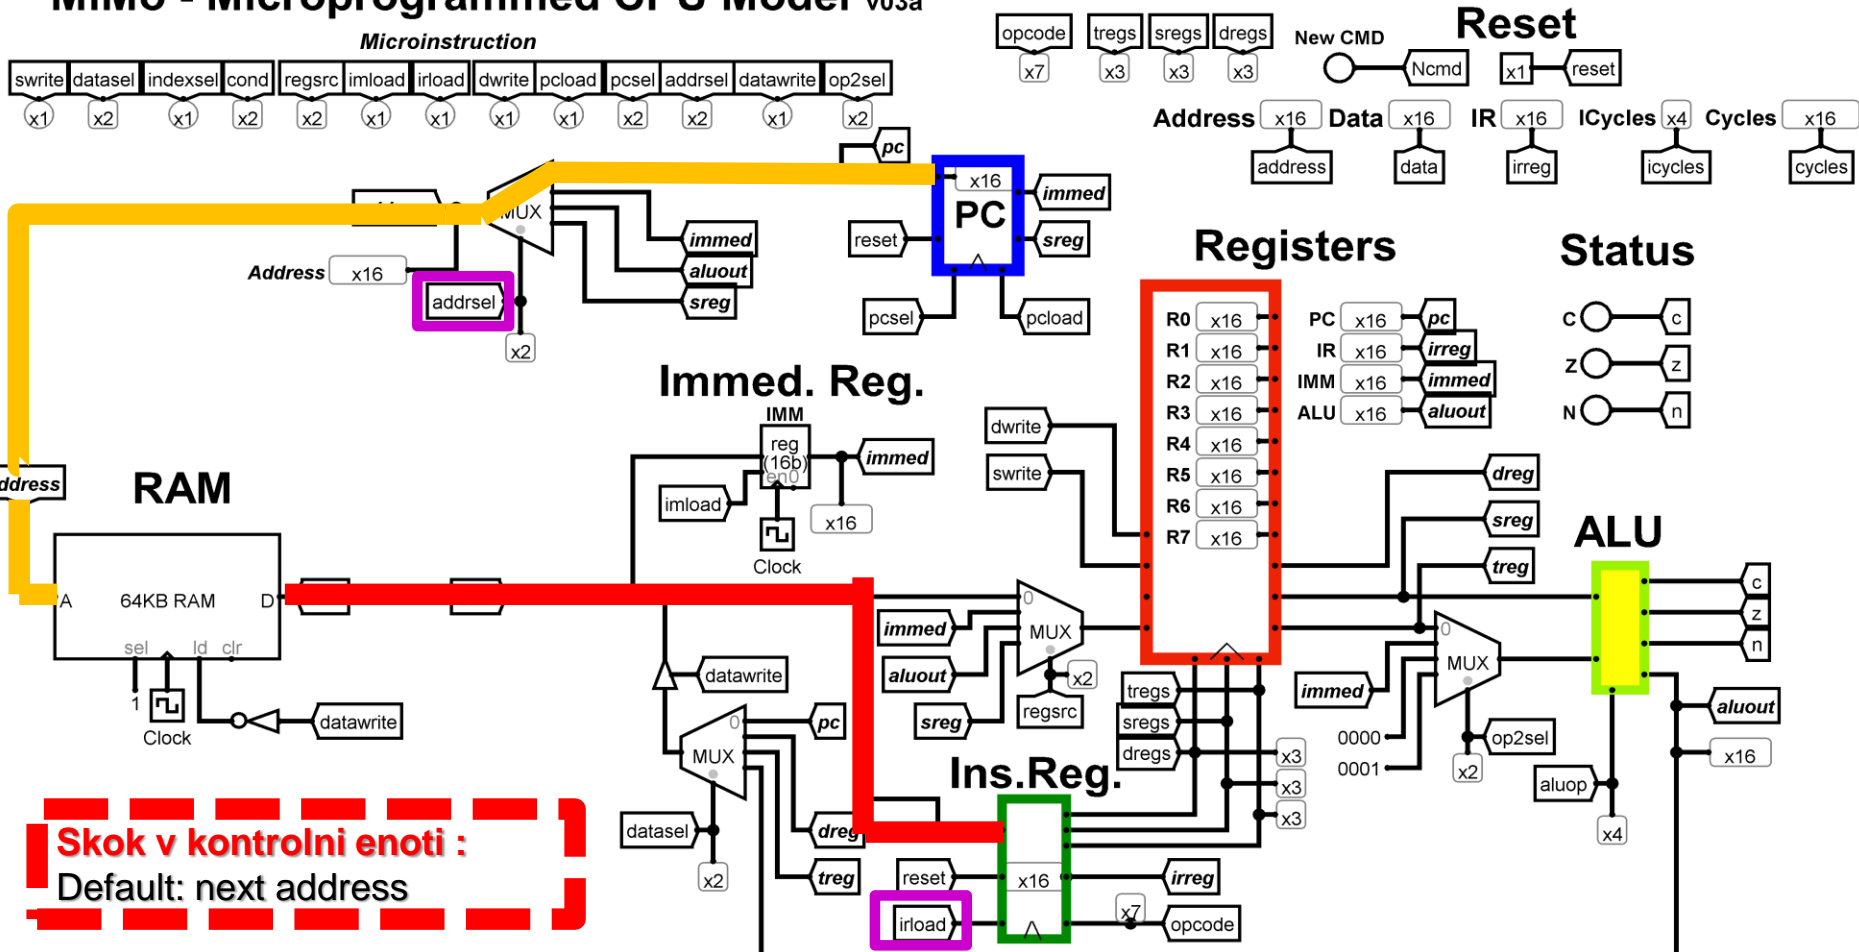 MiMo - Microprogrammed CPU Model v03a
Microinstruction
swrite datasel indexsel cond regsrc imload irload dwrite pcload pcsel addrsel datawrite op2sel
x1 x2 x1 x2 x2 x1 x1 x1 x1 x2 x2 x1 x2
opcode tregs sregs dregs
x7 x3 x3 x3
New CMD
Ncmd
Reset
x1 reset
Address x16 Data x16 IR x16 ICycles x4 Cycles x16
address data irreg icycles cycles
pc
MUX
immed
aluout
sreg
Address x16
addrsel
x2
x16
PC
immed
reset
sreg
pcsel
pcload
Registers
R0 x16
R1 x16
R2 x16
R3 x16
R4 x16
R5 x16
R6 x16
R7 x16
PC x16 pc
IR x16 irreg
IMM x16 immed
ALU x16 aluout
Status
C c
Z z
N n
Immed. Reg.
IMM
reg
(16b)
en0
immed
imload
x16
Clock
dwrite
swrite
dreg
sreg
treg
ddress
RAM
A 64KB RAM D
sel ld clr
1
Clock
datawrite
datawrite
MUX
0
pc
dreg
treg
datasel
x2
0
MUX
immed
aluout
sreg
x2
regsrc
tregs
sregs
dregs
x3
x3
x3
ALU
c
z
n
0
MUX
immed
0000
0001
op2sel
x2
aluop
x4
aluout
x16
Ins.Reg.
reset
x16
irreg
irload
x7
opcode
Skok v kontrolni enoti :
Default: next address